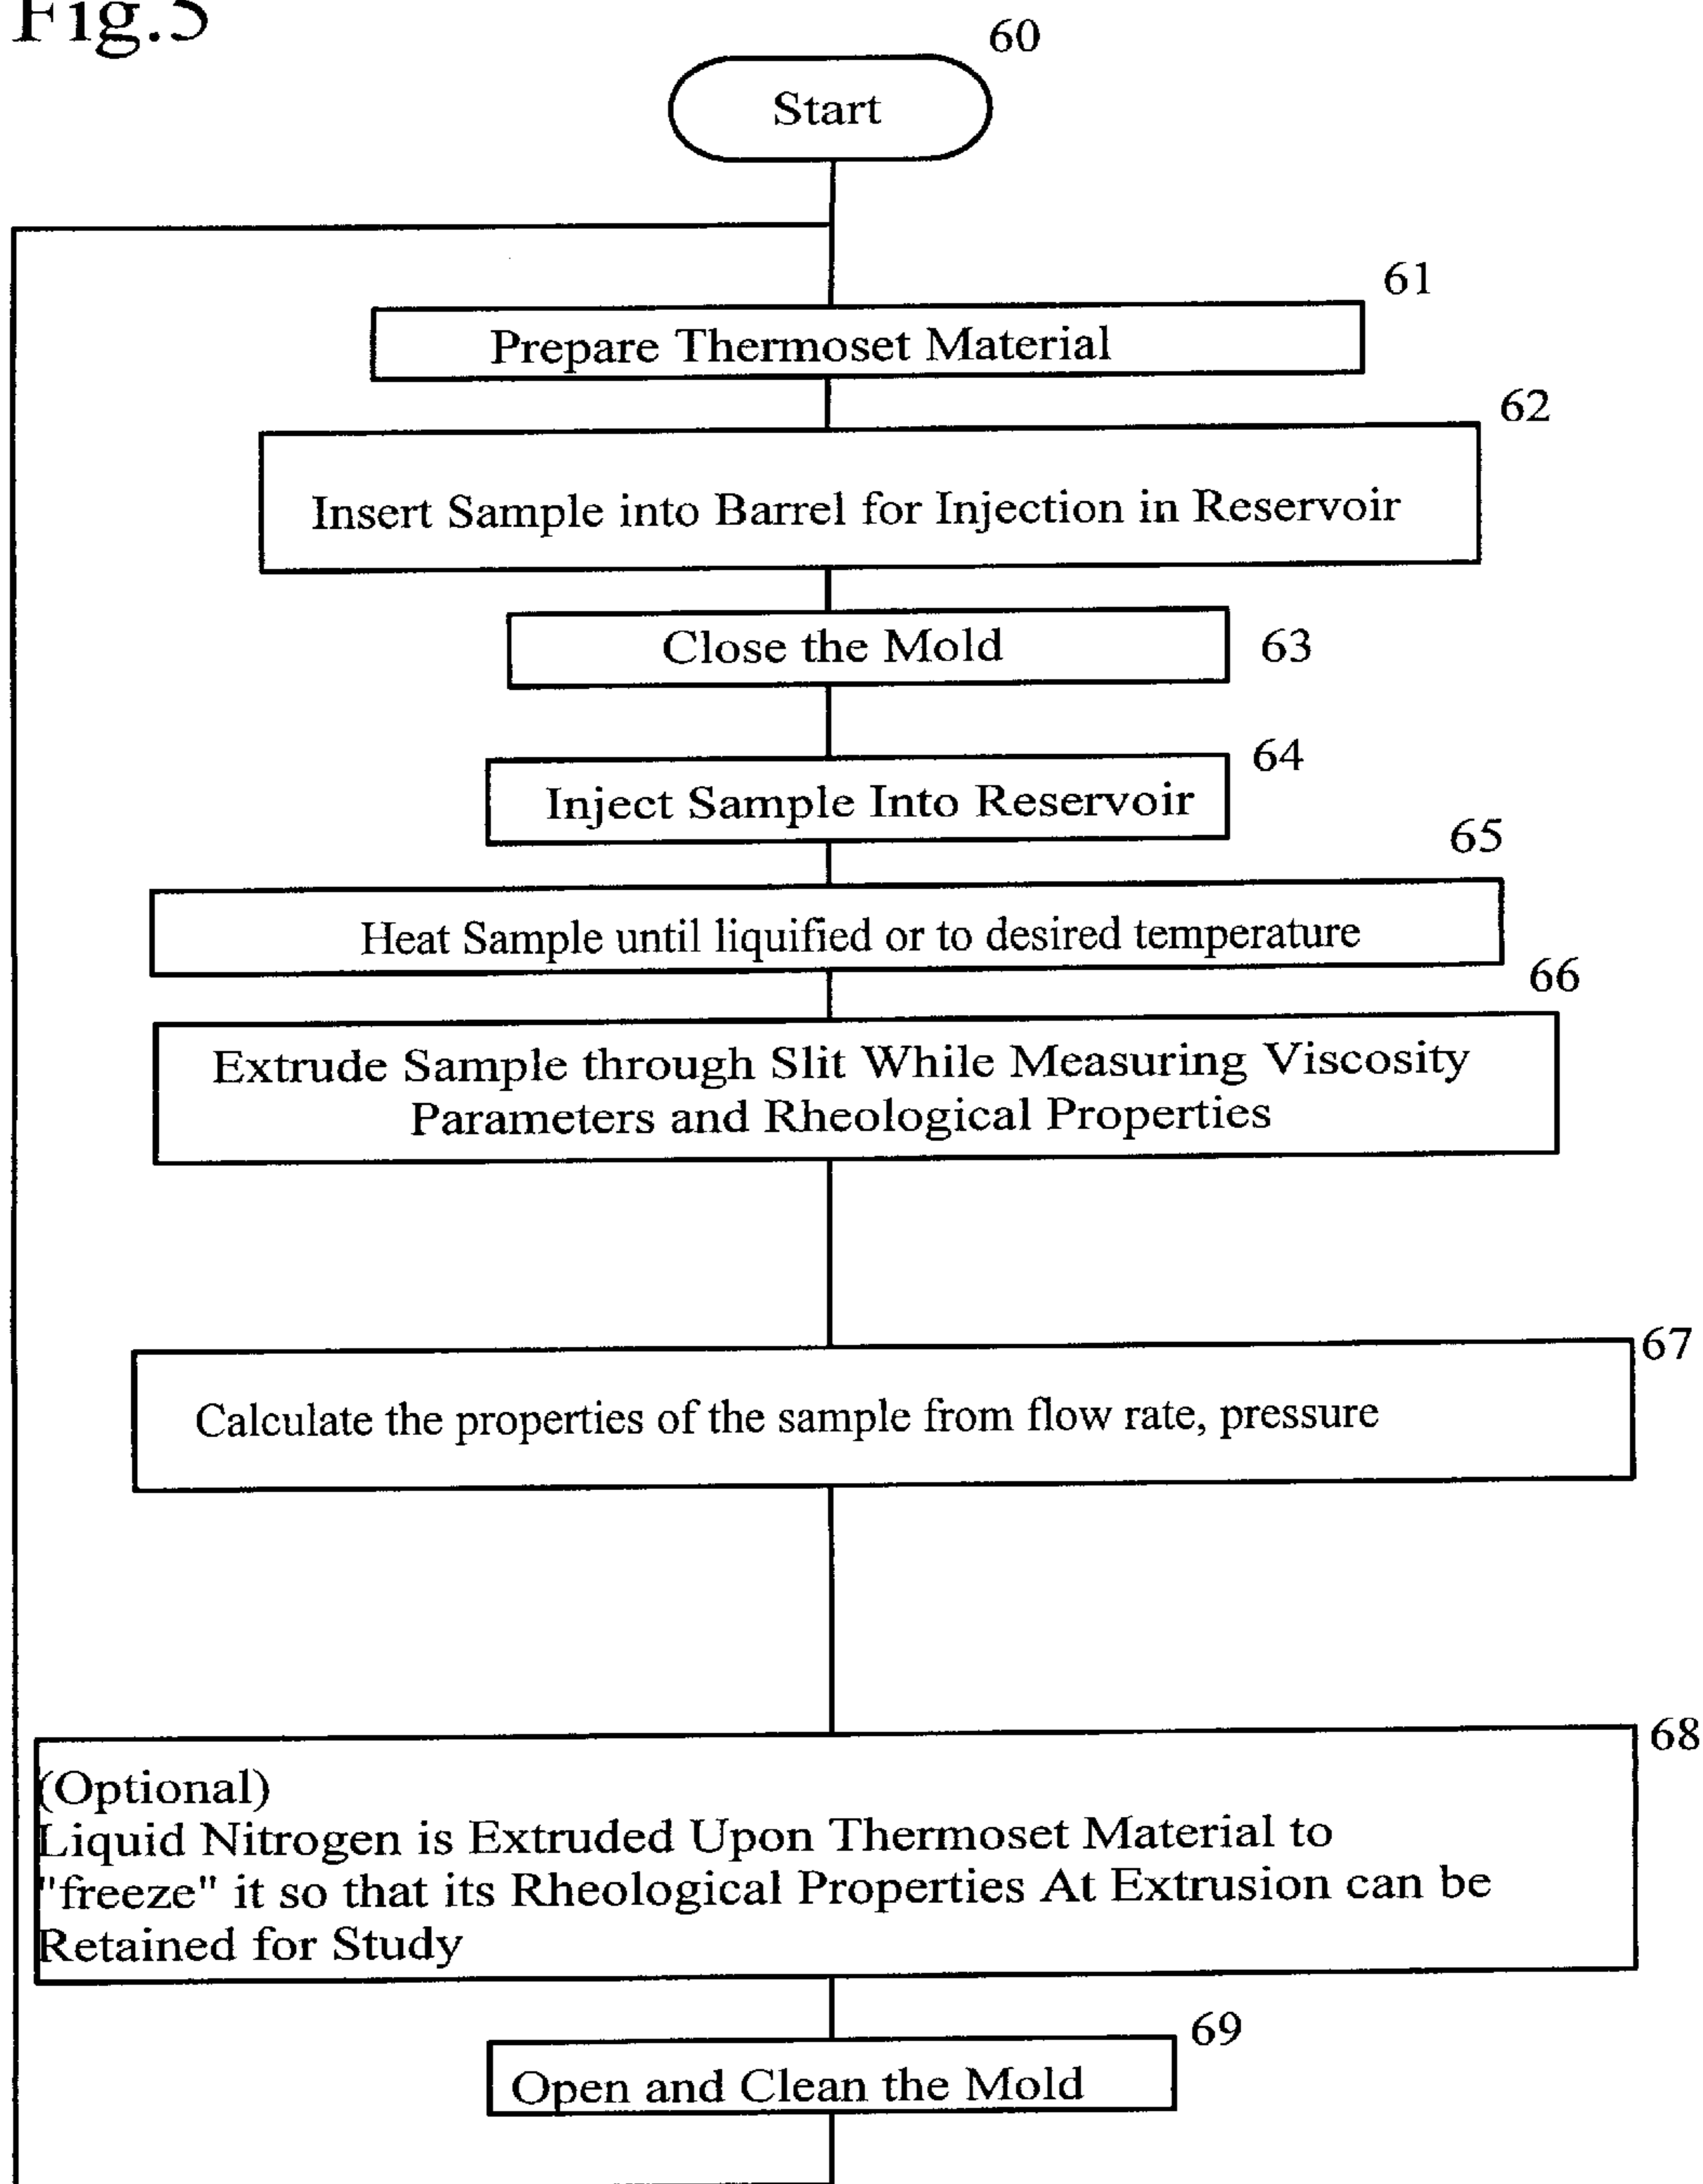 Fig.5
60
Start
61
Prepare Thermoset Material
62
Insert Sample into Barrel for Injection in Reservoir
Close the Mold
63
64
Inject Sample Into Reservoir
65
Heat Sample until liquified or to desired temperature
66
Extrude Sample through Slit While Measuring Viscosity
Parameters and Rheological Properties
67
Calculate the properties of the sample from flow rate, pressure
68
(Optional)
Liquid Nitrogen is Extruded Upon Thermoset Material to
"freeze" it so that its Rheological Properties At Extrusion can be
Retained for Study
69
Open and Clean the Mold